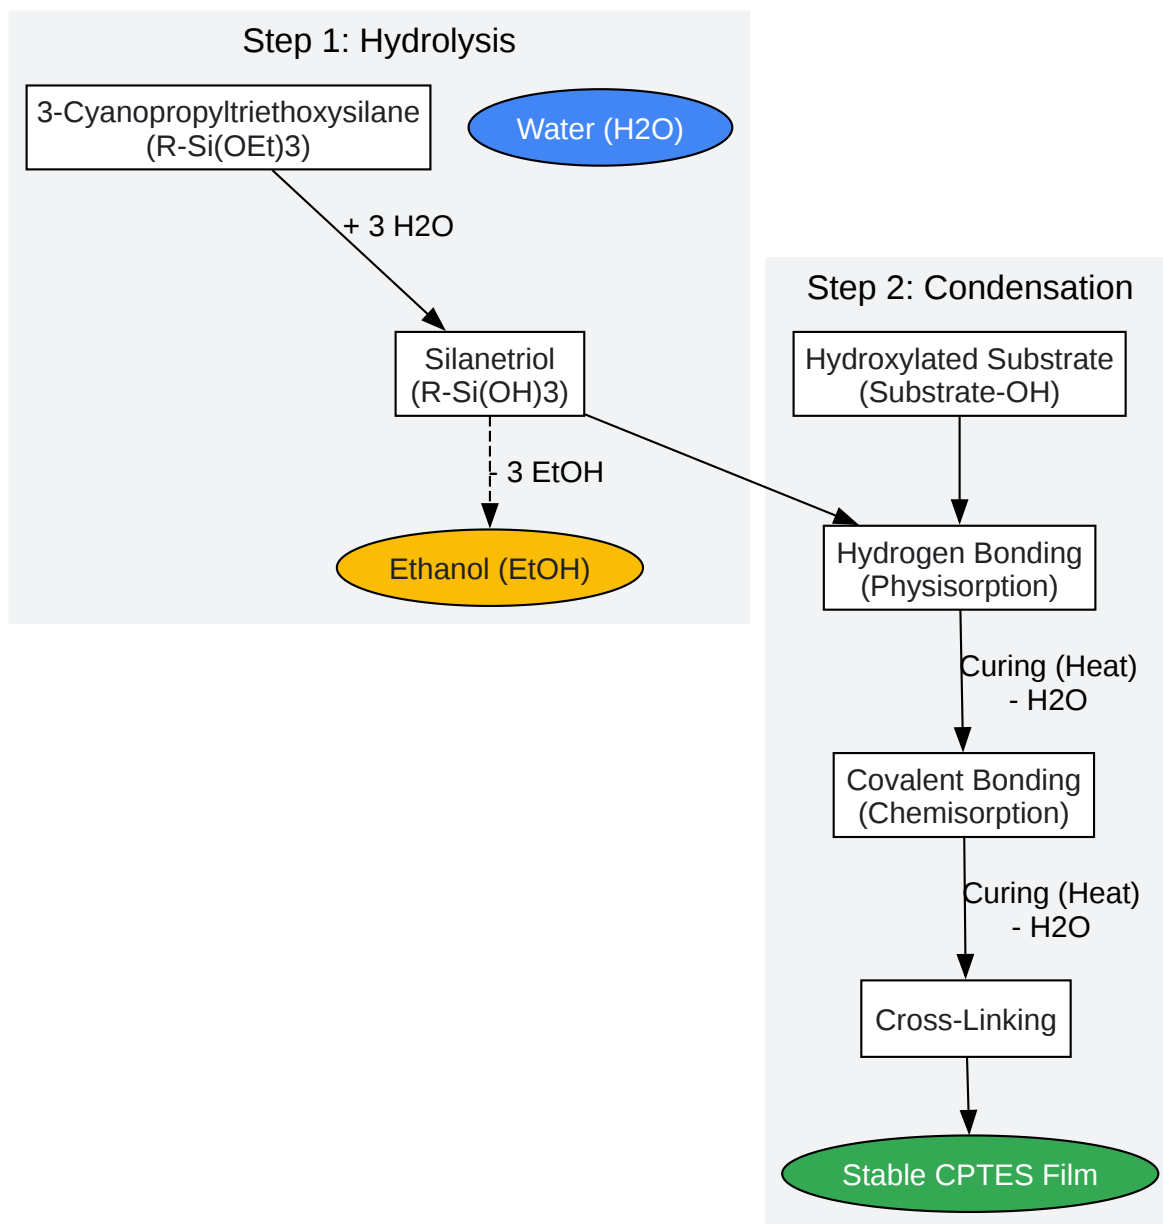 Step 1: Hydrolysis
3-Cyanopropyltriethoxysilane
(R-Si(OEt)3)
Water (H2O)
+ 3 H2O
Silanetriol
(R-Si(OH)3)
- 3 EtOH
Ethanol (EtOH)
Step 2: Condensation
Hydroxylated Substrate
(Substrate-OH)
Hydrogen Bonding
(Physisorption)
Curing (Heat)
- H2O
Covalent Bonding
(Chemisorption)
Curing (Heat)
- H2O
Cross-Linking
Stable CPTES Film